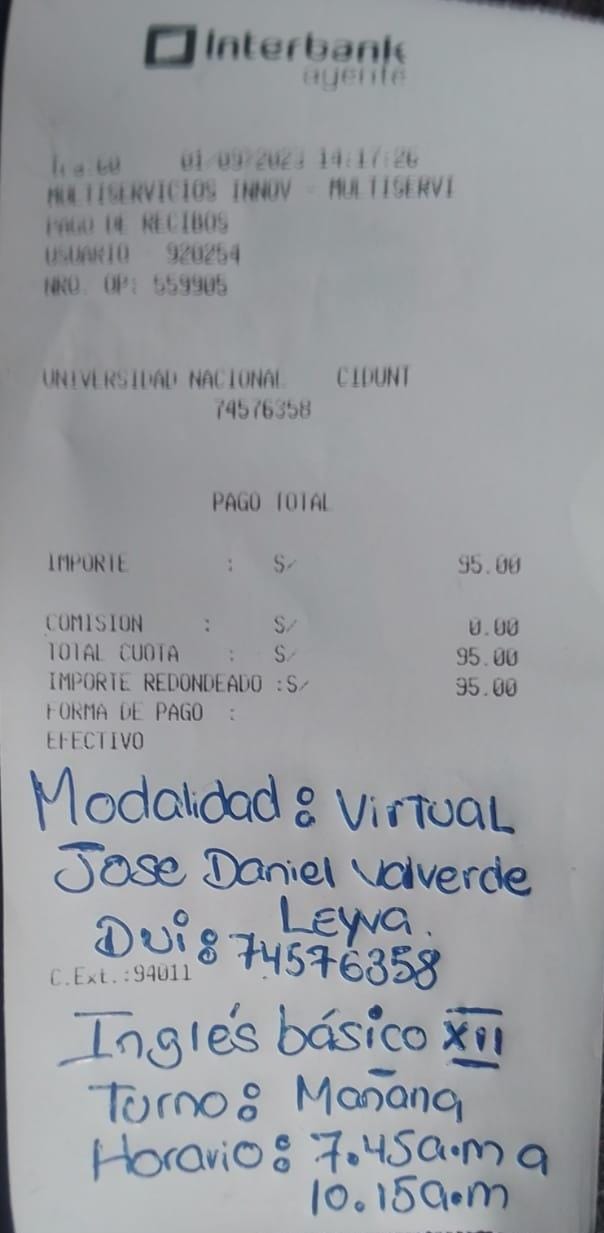 Interbank
agente
Tra:60 01/09/2023 14:17:26
MULTISERVICIOS INNOV - MULTISERVI
PAGO DE RECIBOS
USUARIO 920254
NRO. OP: 559905
UNIVERSIDAD NACIONAL CIDUNT
74576358
PAGO TOTAL
IMPORTE : S/ 95.00
COMISION : S/ 0.00
TOTAL CUOTA : S/ 95.00
IMPORTE REDONDEADO :S/ 95.00
FORMA DE PAGO :
EFECTIVO
Modalidad: Virtual
Jose Daniel Valverde
Leyva.
Dni: 74576358
C.Ext.:94011
Inglés básico XII
Turno: Mañana
Horario: 7.45a.m a
10.15a.m